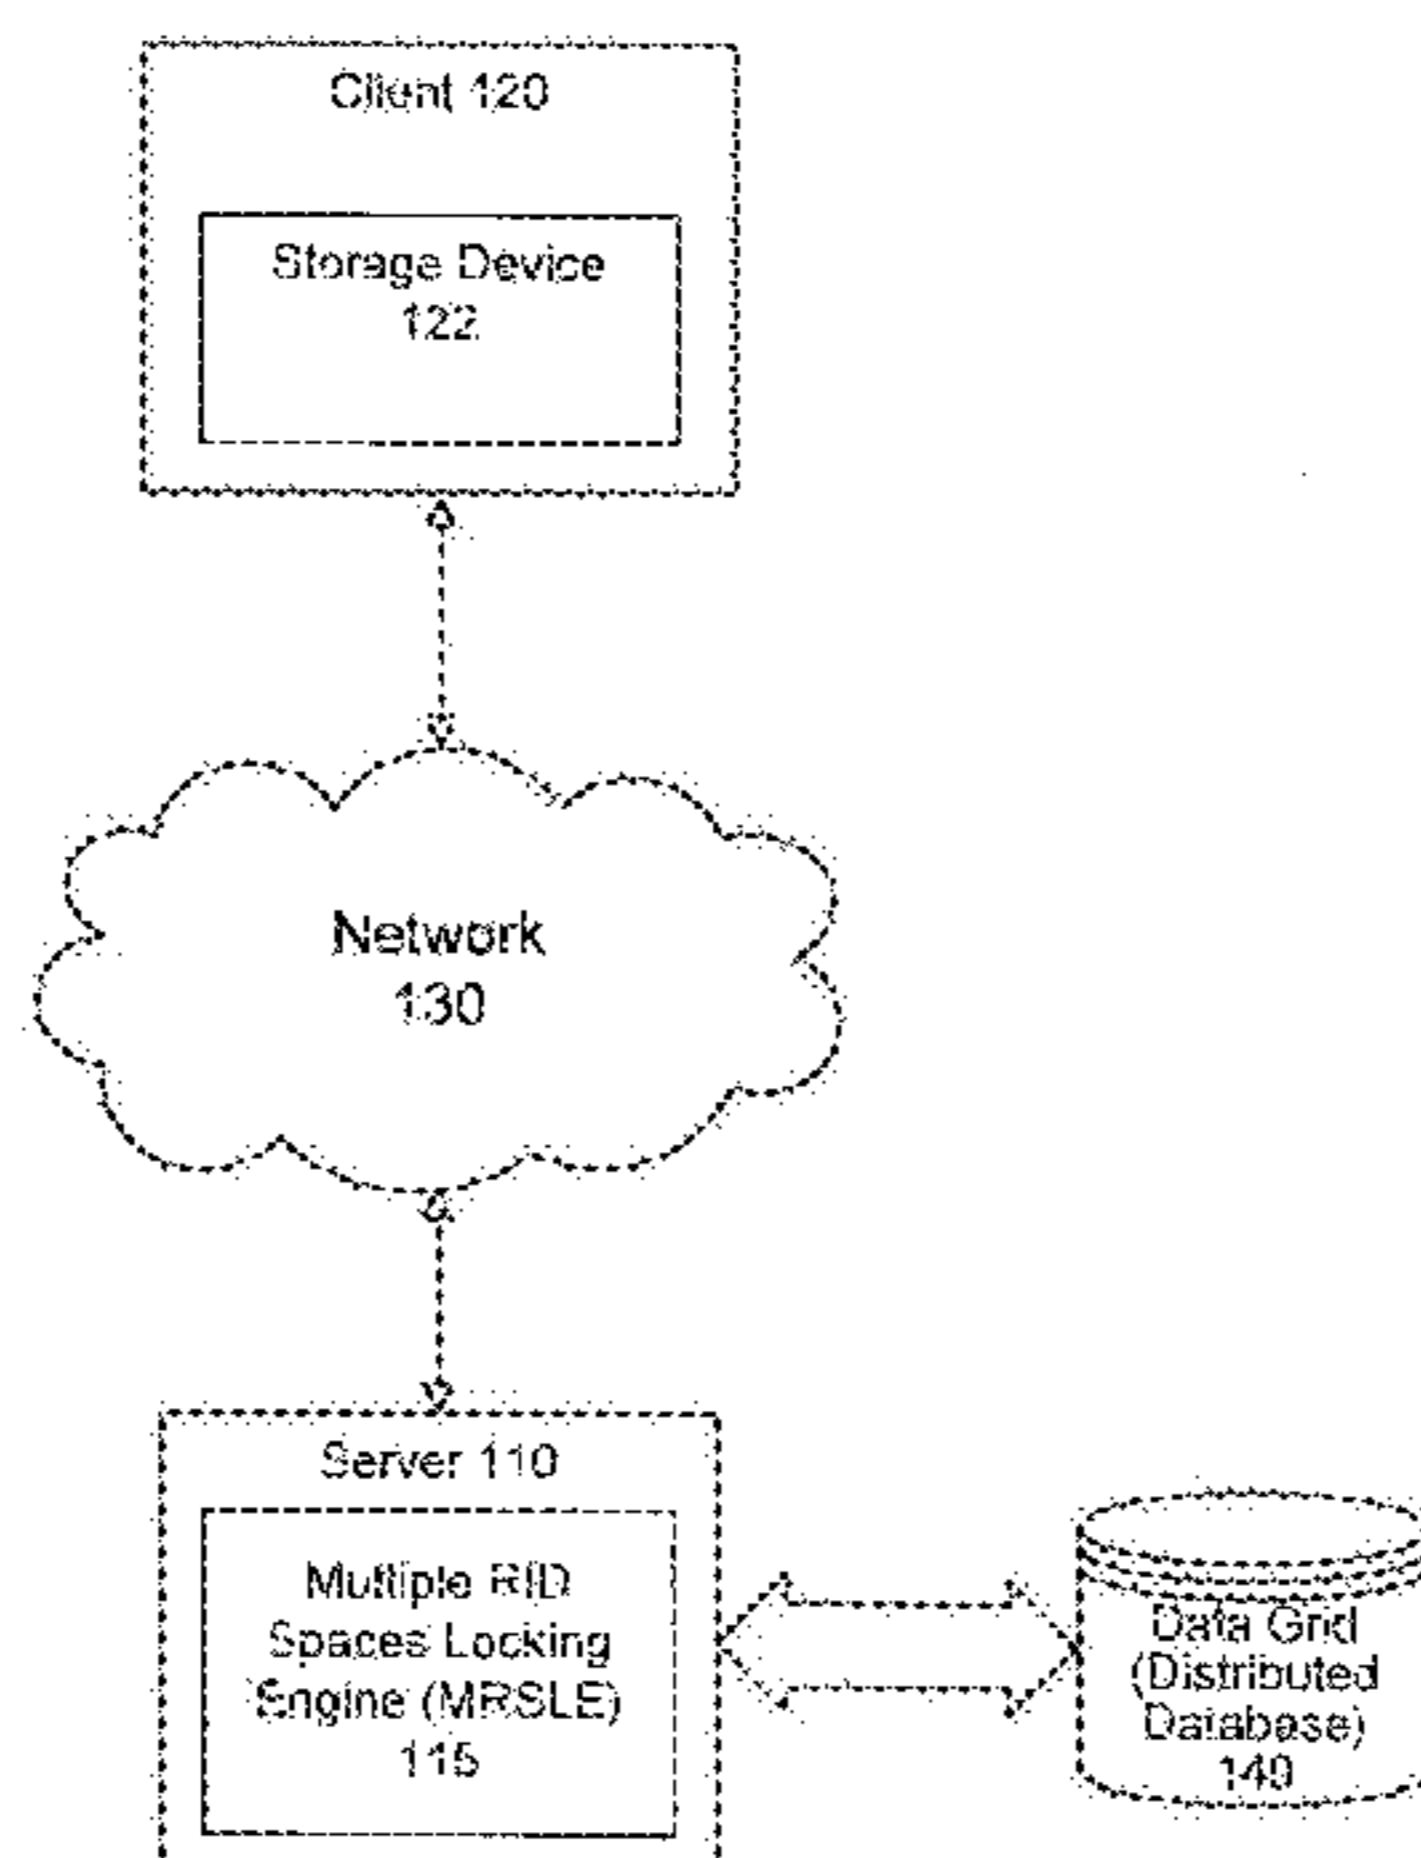 Client 120
Storage Device
122
Network
130
Server 110
Multiple RID
Spaces Locking
Engine (MRSLE)
115
Data Grid
(Distributed
Database)
140